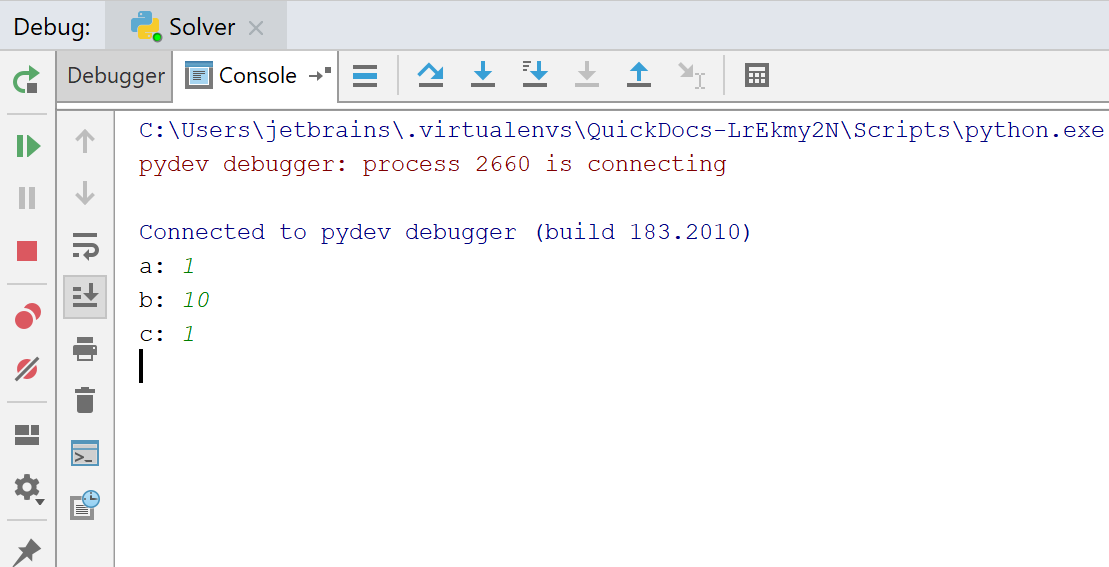 Debug: Solver
Debugger Console
C:\Users\jetbrains\.virtualenvs\QuickDocs-LrEkmy2N\Scripts\python.exe
pydev debugger: process 2660 is connecting
Connected to pydev debugger (build 183.2010)
a: 1
b: 10
c: 1